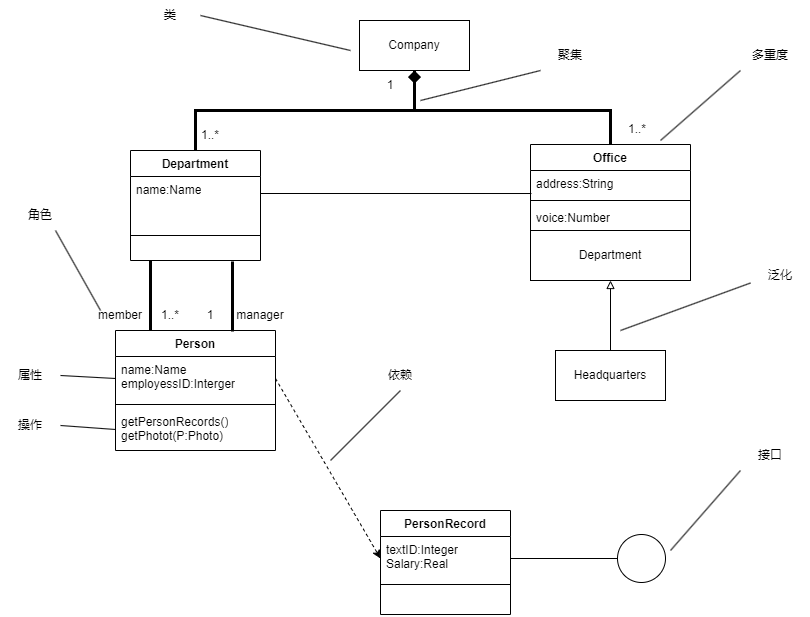 类
Company
聚集
多重度
1
1..*
1..*
Department
name:Name
Office
address:String
voice:Number
Department
角色
member
1..*
1
manager
泛化
Person
name:Name
employessID:Interger
getPersonRecords()
getPhotot(P:Photo)
属性
操作
依赖
Headquarters
接口
PersonRecord
textID:Integer
Salary:Real